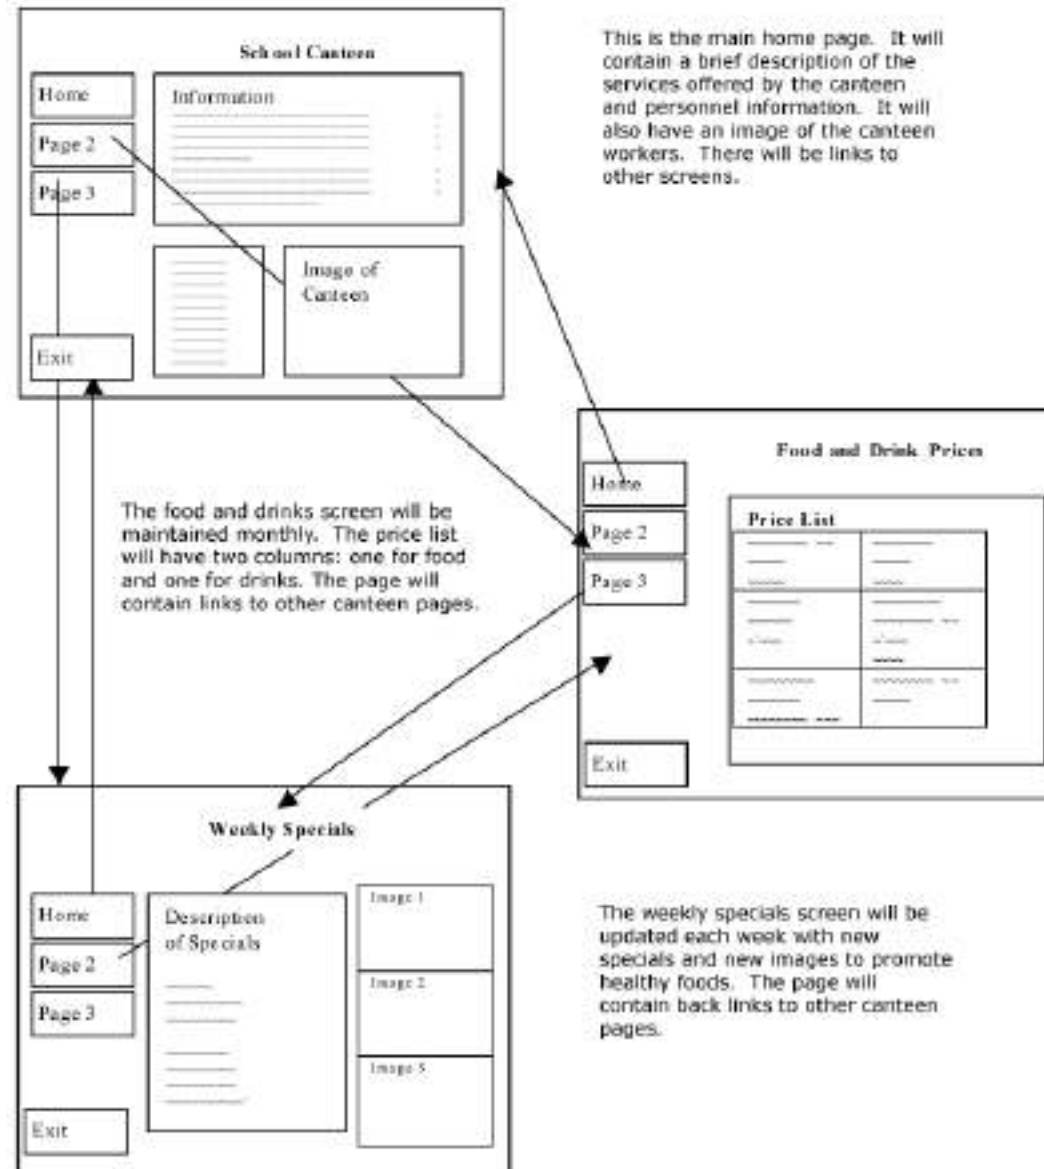 School Canteen
Home
Page 2
Page 3
Exit
Information
Image of
Canteen
This is the main home page. It will
contain a brief description of the
services offered by the canteen
and personnel information. It will
also have an image of the canteen
workers. There will be links to
other screens.
The food and drinks screen will be
maintained monthly. The price list
will have two columns: one for food
and one for drinks. The page will
contain links to other canteen pages.
Food and Drink Prices
Home
Page 2
Page 3
Exit
Price List
Weekly Specials
Home
Page 2
Page 3
Exit
Description
of Specials
Image 1
Image 2
Image 3
The weekly specials screen will be
updated each week with new
specials and new images to promote
healthy foods. The page will
contain back links to other canteen
pages.